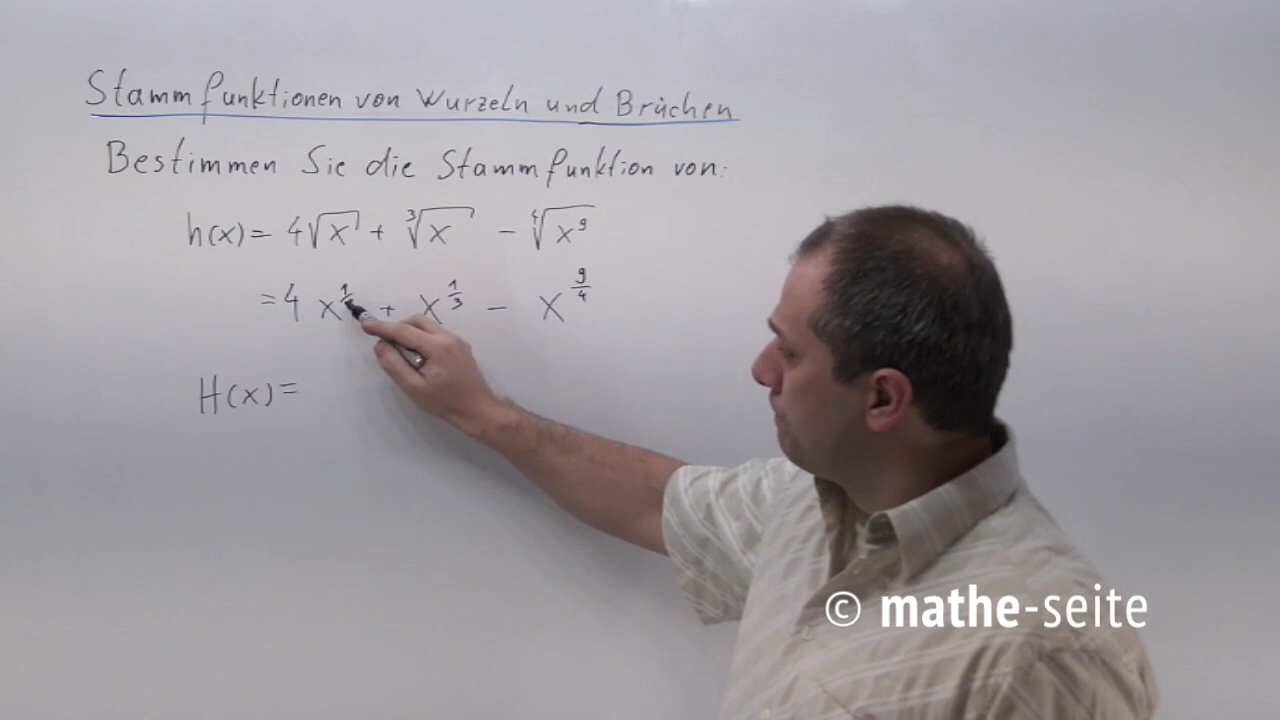 Stammfunktionen von Wurzeln und Brüchen
Bestimmen Sie die Stammfunktion von:
h(x) = 4√x + ∛x - ∜x⁹
= 4 x^(1/2) + x^(1/3) - x^(9/4)
H(x) =
© mathe-seite